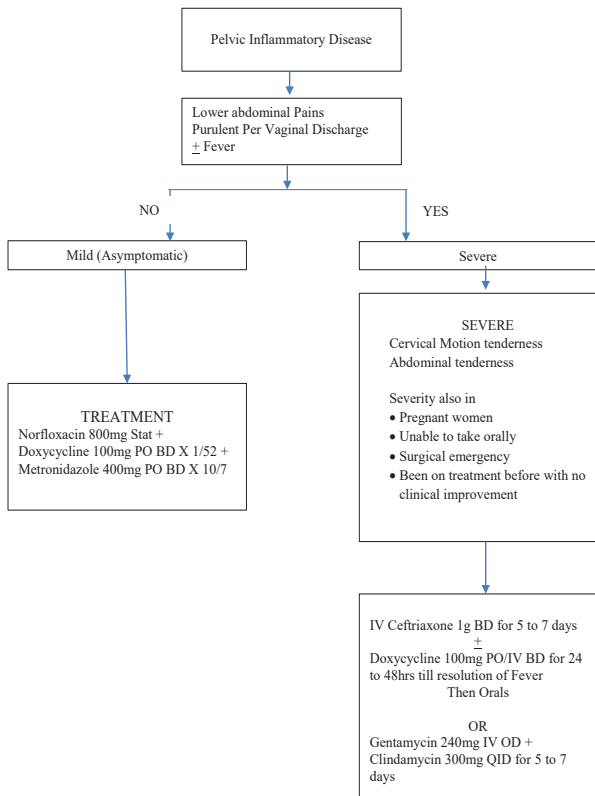 Pelvic Inflammatory Disease
Lower abdominal Pains
Purulent Per Vaginal Discharge
± Fever
NO
YES
Mild (Asymptomatic)
Severe
SEVERE
Cervical Motion tenderness
Abdominal tenderness
Severity also in
• Pregnant women
• Unable to take orally
• Surgical emergency
• Been on treatment before with no
clinical improvement
TREATMENT
Norfloxacin 800mg Stat +
Doxycycline 100mg PO BD X 1/52 +
Metronidazole 400mg PO BD X 10/7
IV Ceftriaxone 1g BD for 5 to 7 days
±
Doxycycline 100mg PO/IV BD for 24
to 48hrs till resolution of Fever
Then Orals
OR
Gentamycin 240mg IV OD +
Clindamycin 300mg QID for 5 to 7
days